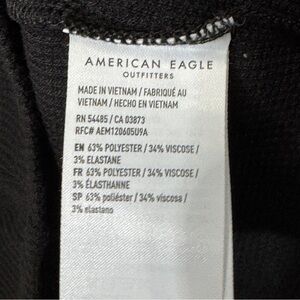 AMERICAN EAGLE
OUTFITTERS
MADE IN VIETNAM / FABRIQUÉ AU
VIETNAM / HECHO EN VIETNAM
RN 54485 / CA 03873
RFC# AEM120605U9A
EN 63% POLYESTER / 34% VISCOSE /
3% ELASTANE
FR 63% POLYESTER / 34% VISCOSE /
3% ÉLASTHANNE
SP 63% poliéster / 34% viscosa /
3% elastano